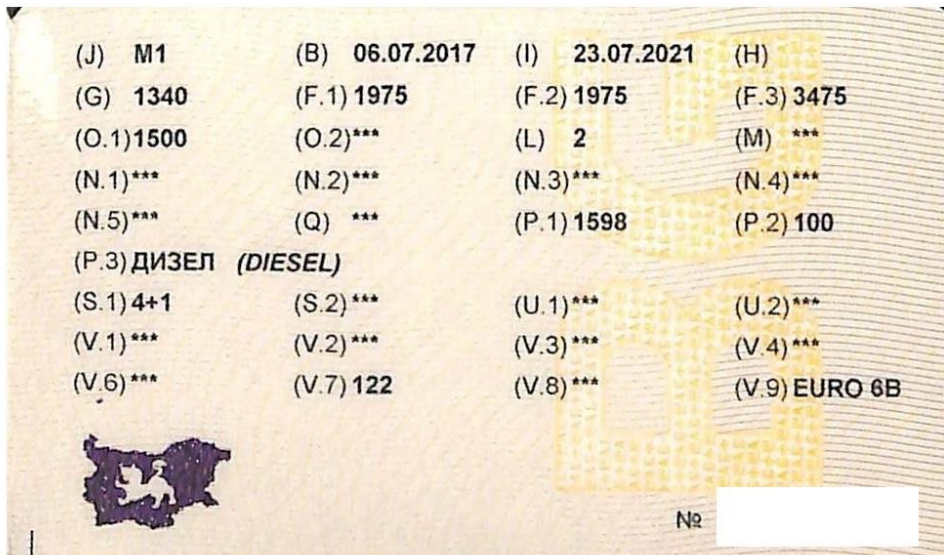 (J) M1 (B) 06.07.2017 (I) 23.07.2021 (H)
(G) 1340 (F.1) 1975 (F.2) 1975 (F.3) 3475
(O.1) 1500 (O.2) *** (L) 2 (M) ***
(N.1) *** (N.2) *** (N.3) *** (N.4) ***
(N.5) *** (Q) *** (P.1) 1598 (P.2) 100
(P.3) ДИЗЕЛ (DIESEL)
(S.1) 4+1 (S.2) *** (U.1) *** (U.2) ***
(V.1) *** (V.2) *** (V.3) *** (V.4) ***
(V.6) *** (V.7) 122 (V.8) *** (V.9) EURO 6B
BG
№